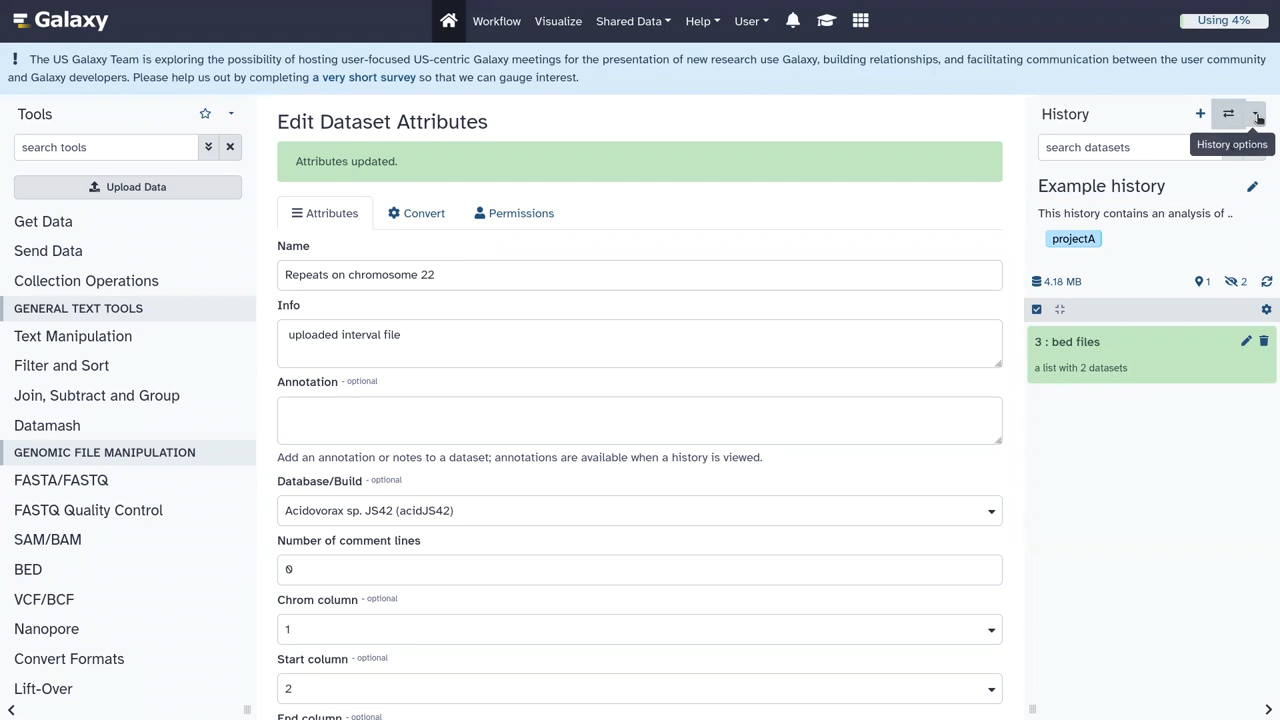 Galaxy
Workflow
Visualize
Shared Data
Help
User
Using 4%
! The US Galaxy Team is exploring the possibility of hosting user-focused US-centric Galaxy meetings for the presentation of new research use Galaxy, building relationships, and facilitating communication between the user community
and Galaxy developers. Please help us out by completing a very short survey so that we can gauge interest.
Tools
search tools
Upload Data
Get Data
Send Data
Collection Operations
GENERAL TEXT TOOLS
Text Manipulation
Filter and Sort
Join, Subtract and Group
Datamash
GENOMIC FILE MANIPULATION
FASTA/FASTQ
FASTQ Quality Control
SAM/BAM
BED
VCF/BCF
Nanopore
Convert Formats
Lift-Over
Edit Dataset Attributes
Attributes updated.
Attributes
Convert
Permissions
Name
Repeats on chromosome 22
Info
uploaded interval file
Annotation - optional
Add an annotation or notes to a dataset; annotations are available when a history is viewed.
Database/Build - optional
Acidovorax sp. JS42 (acidJS42)
Number of comment lines
0
Chrom column - optional
1
Start column - optional
2
End column - optional
History
History options
search datasets
Example history
This history contains an analysis of ..
projectA
4.18 MB
1
2
3 : bed files
a list with 2 datasets